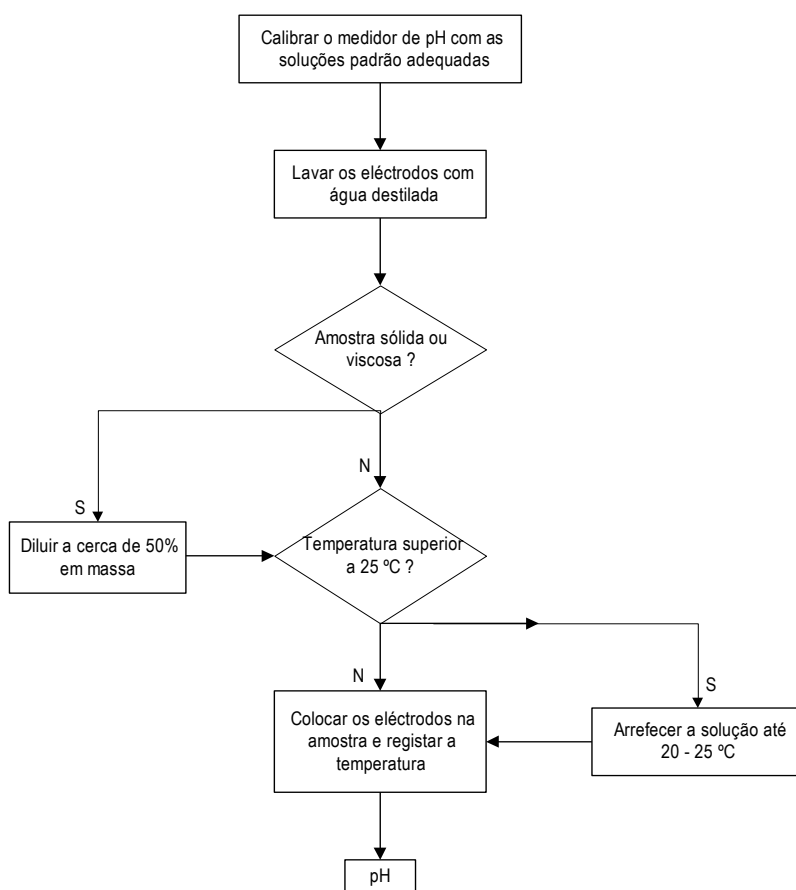 Calibrar o medidor de pH com as
soluções padrão adequadas
Lavar os eléctrodos com
água destilada
Amostra sólida ou
viscosa ?
N
S
Diluir a cerca de 50%
em massa
Temperatura superior
a 25 ºC ?
N
S
Colocar os eléctrodos na
amostra e registar a
temperatura
Arrefecer a solução até
20 - 25 ºC
pH